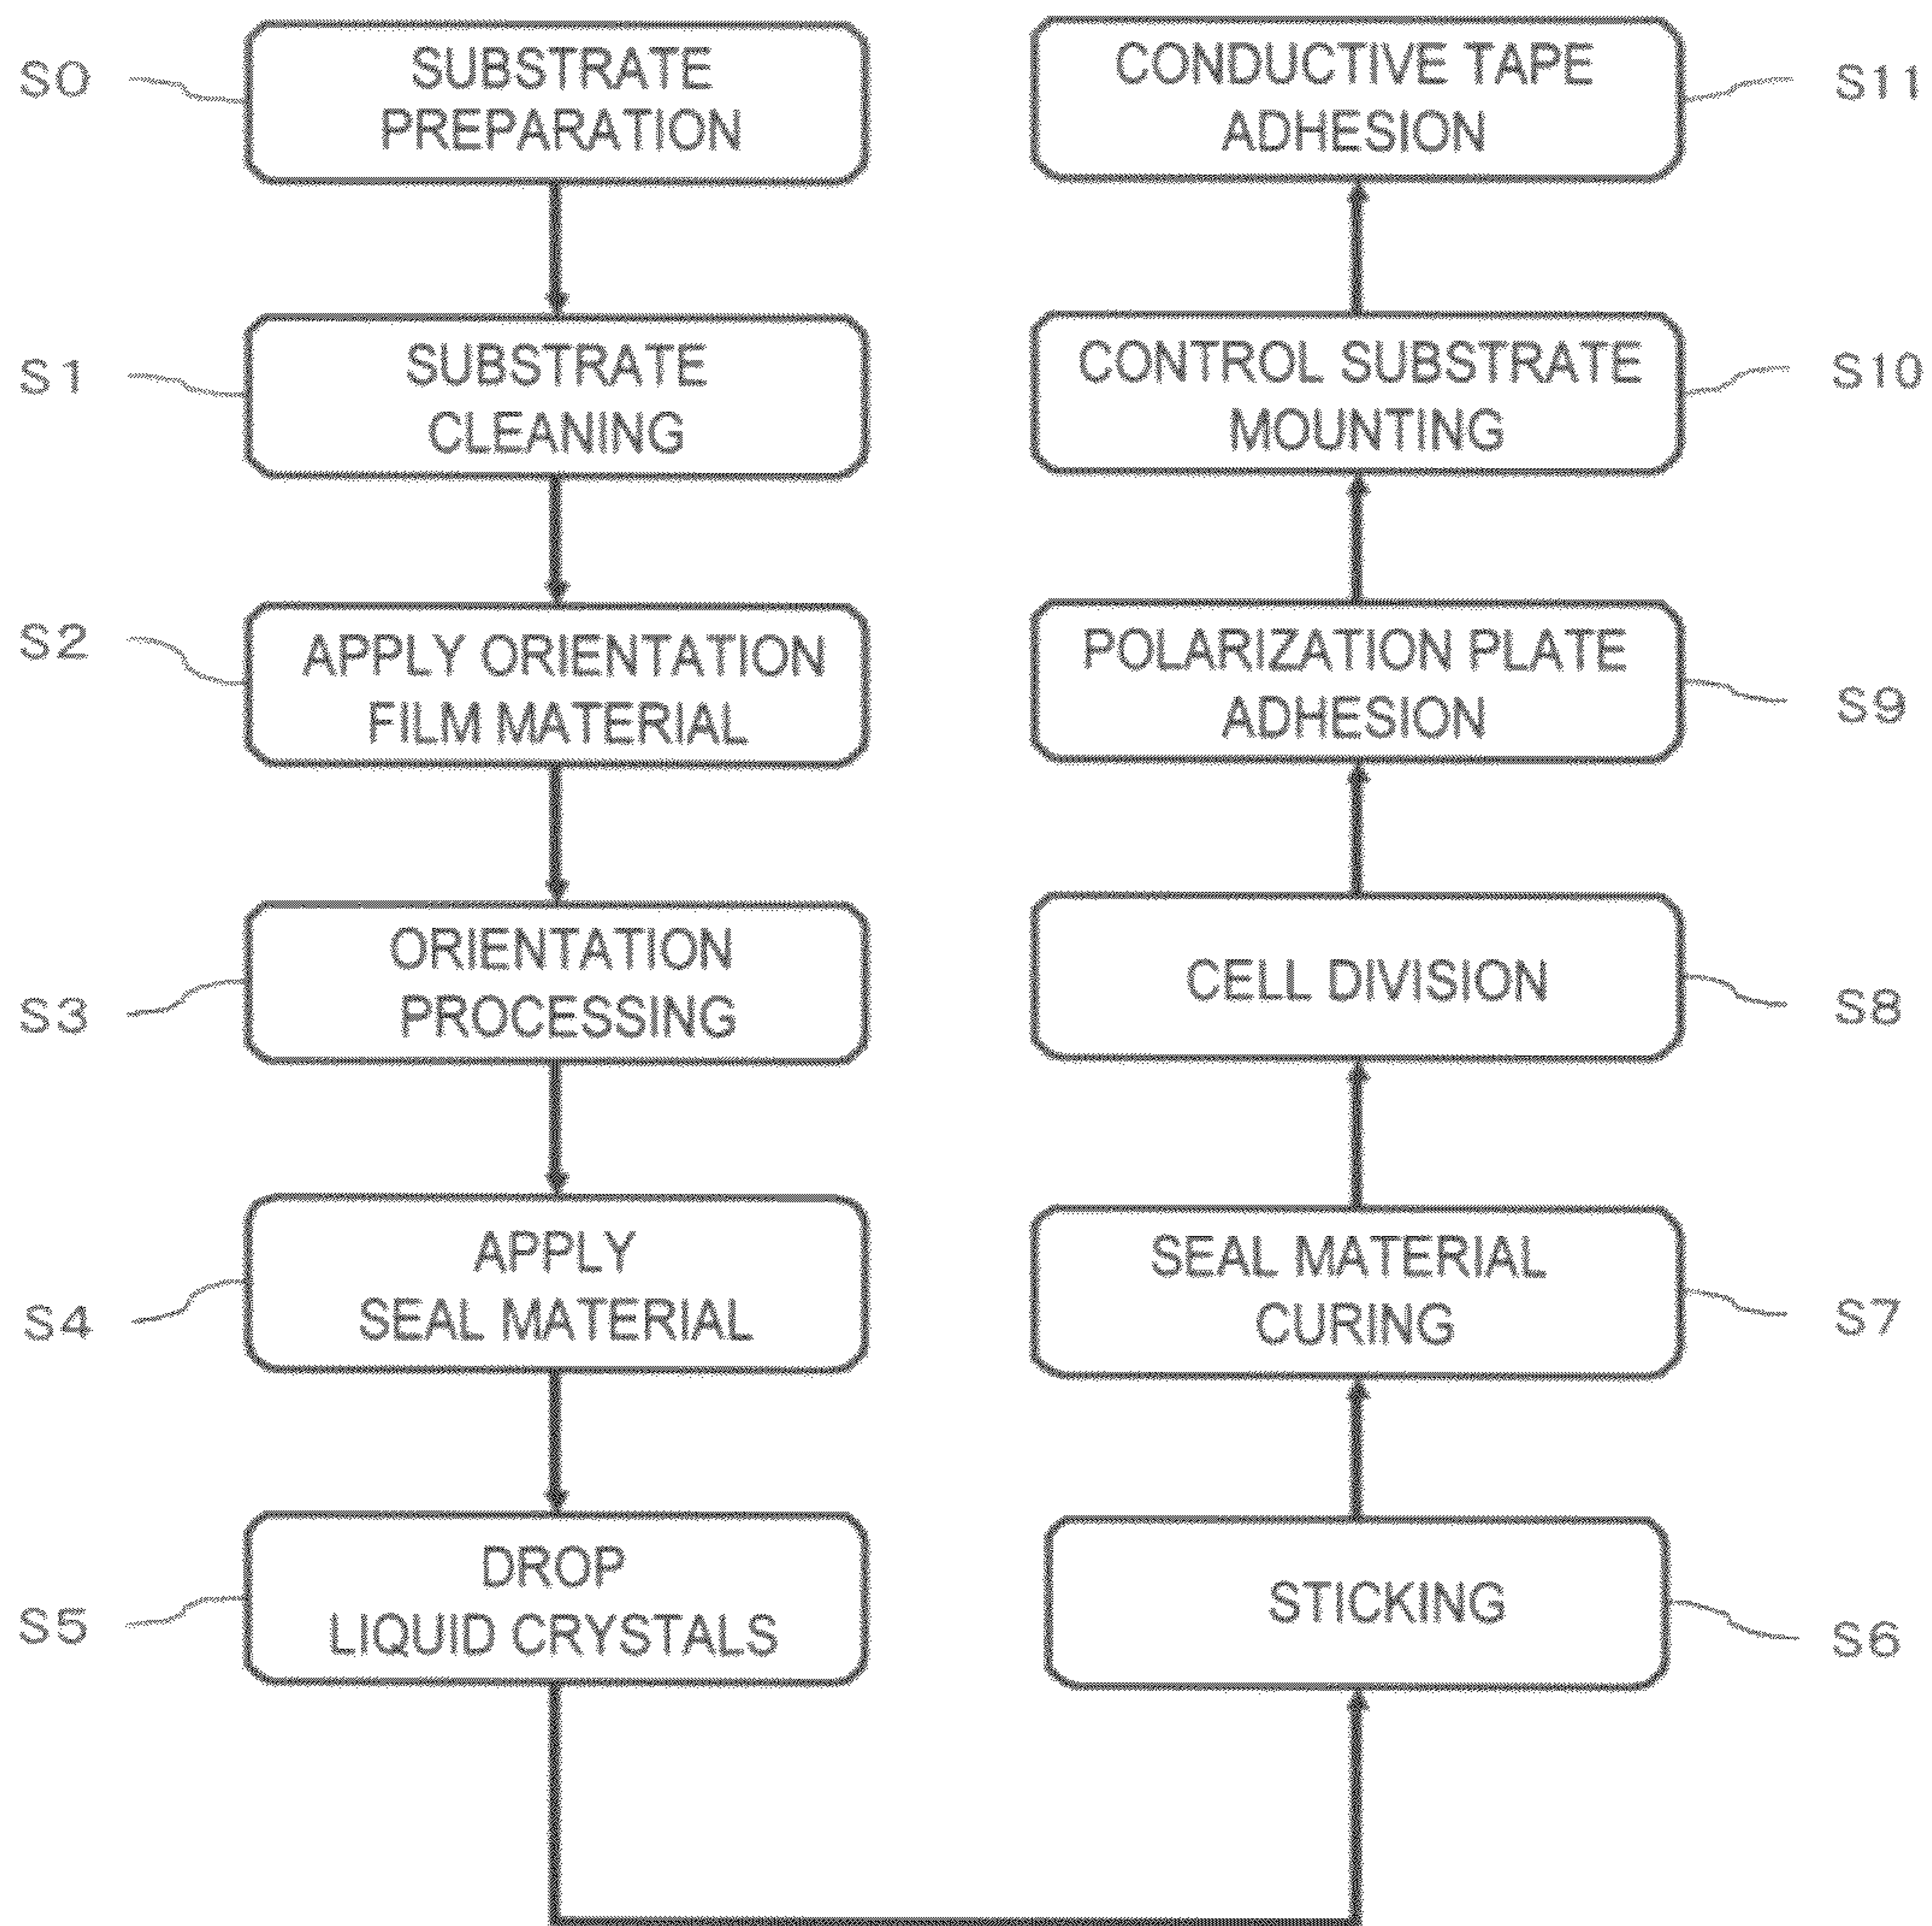 S0
SUBSTRATE
PREPARATION
S1
SUBSTRATE
CLEANING
S2
APPLY ORIENTATION
FILM MATERIAL
S3
ORIENTATION
PROCESSING
S4
APPLY
SEAL MATERIAL
S5
DROP
LIQUID CRYSTALS
STICKING
S6
SEAL MATERIAL
CURING
S7
CELL DIVISION
S8
POLARIZATION PLATE
ADHESION
S9
CONTROL SUBSTRATE
MOUNTING
S10
CONDUCTIVE TAPE
ADHESION
S11